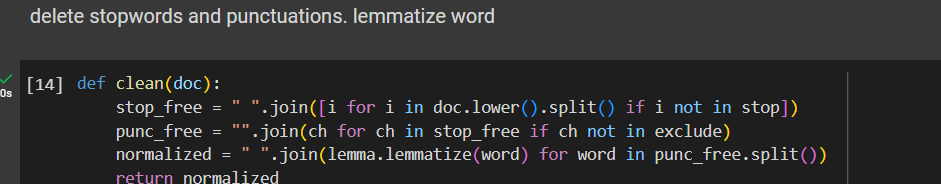 delete stopwords and punctuations. lemmatize word
0s
[14] def clean(doc):
stop_free = " ".join([i for i in doc.lower().split() if i not in stop])
punc_free = "".join(ch for ch in stop_free if ch not in exclude)
normalized = " ".join(lemma.lemmatize(word) for word in punc_free.split())
return normalized